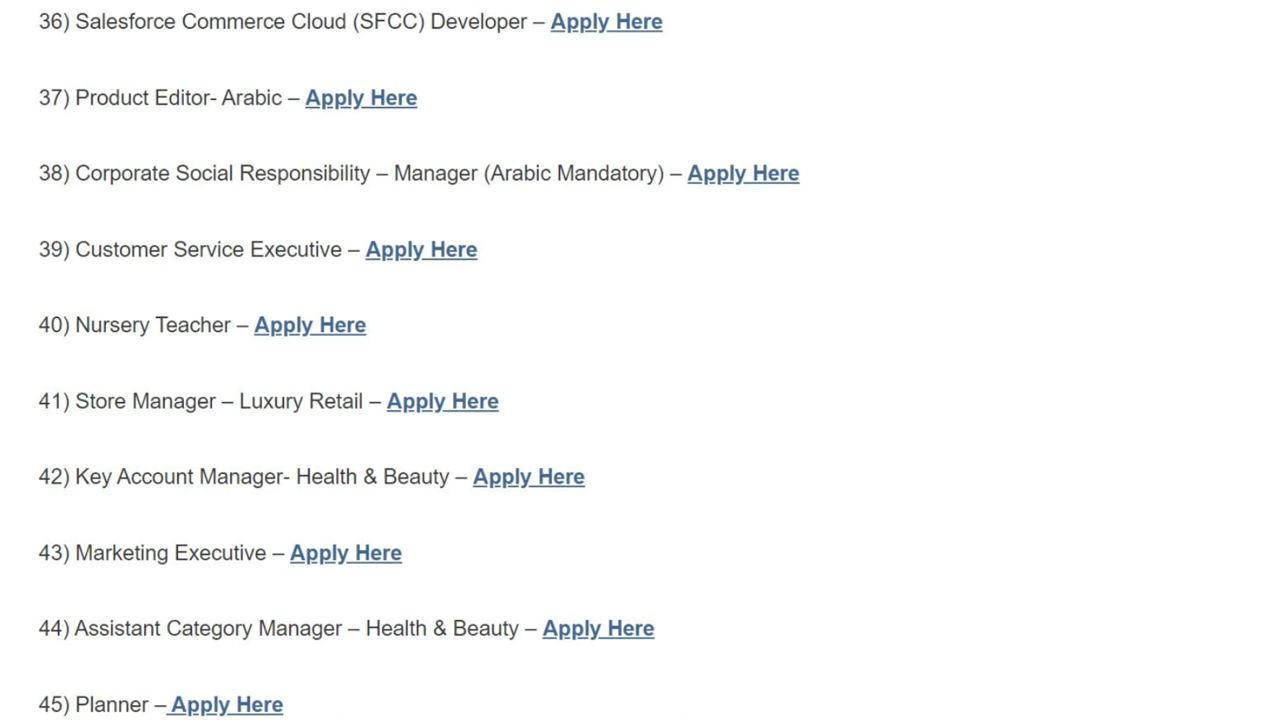 36) Salesforce Commerce Cloud (SFCC) Developer – Apply Here
37) Product Editor- Arabic – Apply Here
38) Corporate Social Responsibility – Manager (Arabic Mandatory) – Apply Here
39) Customer Service Executive – Apply Here
40) Nursery Teacher – Apply Here
41) Store Manager – Luxury Retail – Apply Here
42) Key Account Manager- Health & Beauty – Apply Here
43) Marketing Executive – Apply Here
44) Assistant Category Manager – Health & Beauty – Apply Here
45) Planner – Apply Here